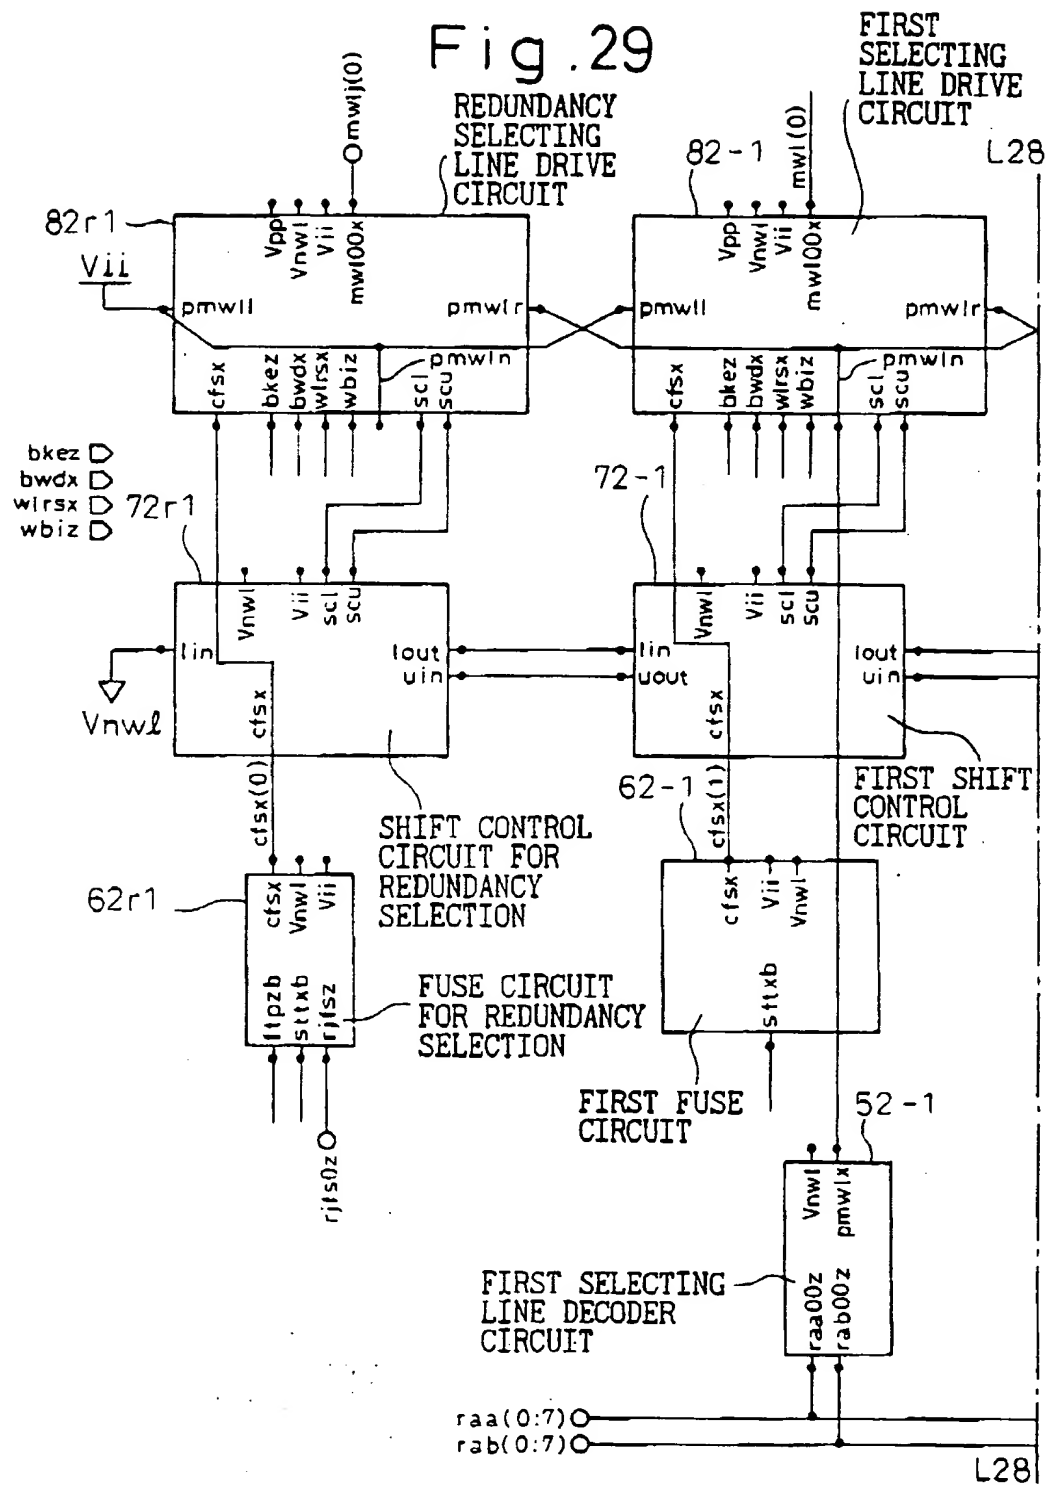 Fig.29
FIRST
SELECTING
LINE DRIVE
CIRCUIT
REDUNDANCY
SELECTING
LINE DRIVE
CIRCUIT
mwlj(0)
82-1
mwl(0)
L28
82r1
Vii
Vpp
Vnwl
Vii
mwl00x
pmwll
pmwlr
pmwln
cfsx
bkez
bwdx
wlrsx
wbiz
scl
scu
Vpp
Vnwl
Vii
mwl00x
pmwll
pmwlr
pmwln
cfsx
bkez
bwdx
wlrsx
wbiz
scl
scu
bkez
bwdx
wlrsx
wbiz
72r1
72-1
Vnwl
Vii
scl
scu
lin
lout
uin
cfsx
Vnwl
Vnwl
Vii
scl
scu
lin
uout
lout
uin
cfsx
cfsx(0)
cfsx(1)
62-1
FIRST SHIFT
CONTROL
CIRCUIT
SHIFT CONTROL
CIRCUIT FOR
REDUNDANCY
SELECTION
62r1
cfsx
Vnwl
Vii
ftpzb
sttxb
rjfsz
cfsx
Vii
Vnwl
sttxb
FUSE CIRCUIT
FOR REDUNDANCY
SELECTION
FIRST FUSE
CIRCUIT
52-1
rjfs0z
Vnwl
pmwlx
raa00z
rab00z
FIRST SELECTING
LINE DECODER
CIRCUIT
raa(0:7)
rab(0:7)
L28